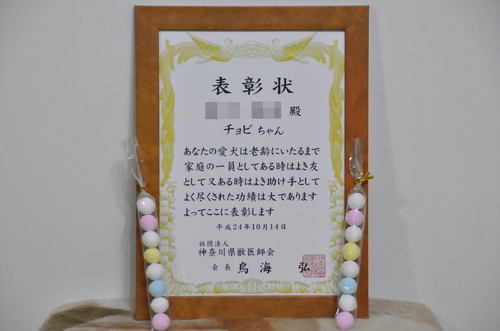 表彰状
殿
チョビちゃん
あなたの愛犬は老齢にいたるまで
家庭の一員としてある時はよき友
として又ある時はよき助け手として
よく尽くされた功績は大であります
よってここに表彰します
平成24年10月14日
社団法人
神奈川県獣医師会
会長 鳥海 弘